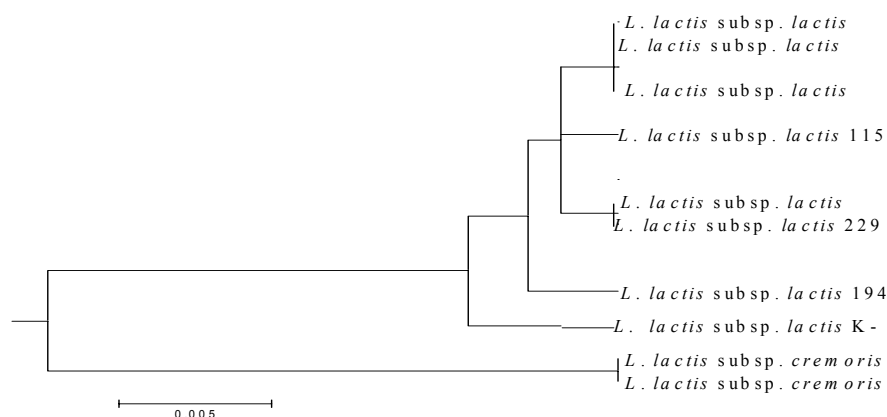 L. lactis subsp. lactis
L. lactis subsp. lactis
L. lactis subsp. lactis
L. lactis subsp. lactis 115
L. lactis subsp. lactis
L. lactis subsp. lactis 229
L. lactis subsp. lactis 194
L. lactis subsp. lactis K-
L. lactis subsp. cremoris
L. lactis subsp. cremoris
0.005